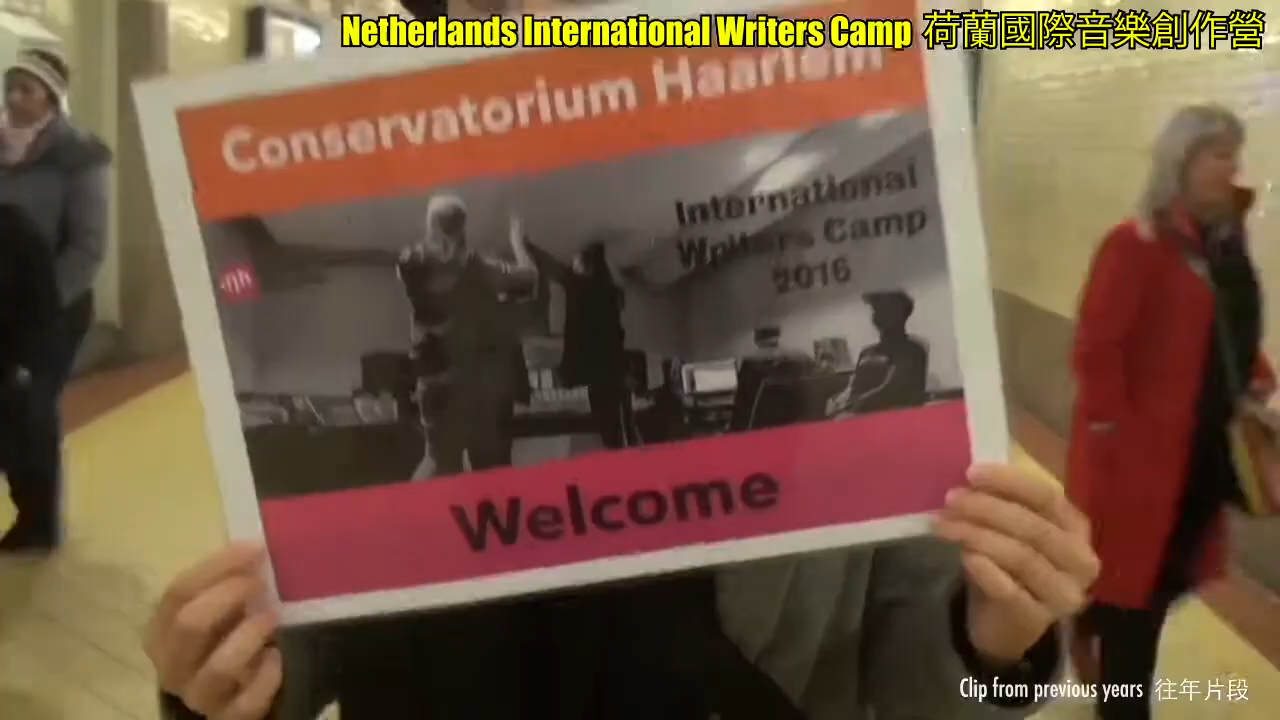 Netherlands International Writers Camp 荷蘭國際音樂創作營
Conservatorium Haarlem
International
Writers Camp
2016
Welcome
Clip from previous years 往年片段